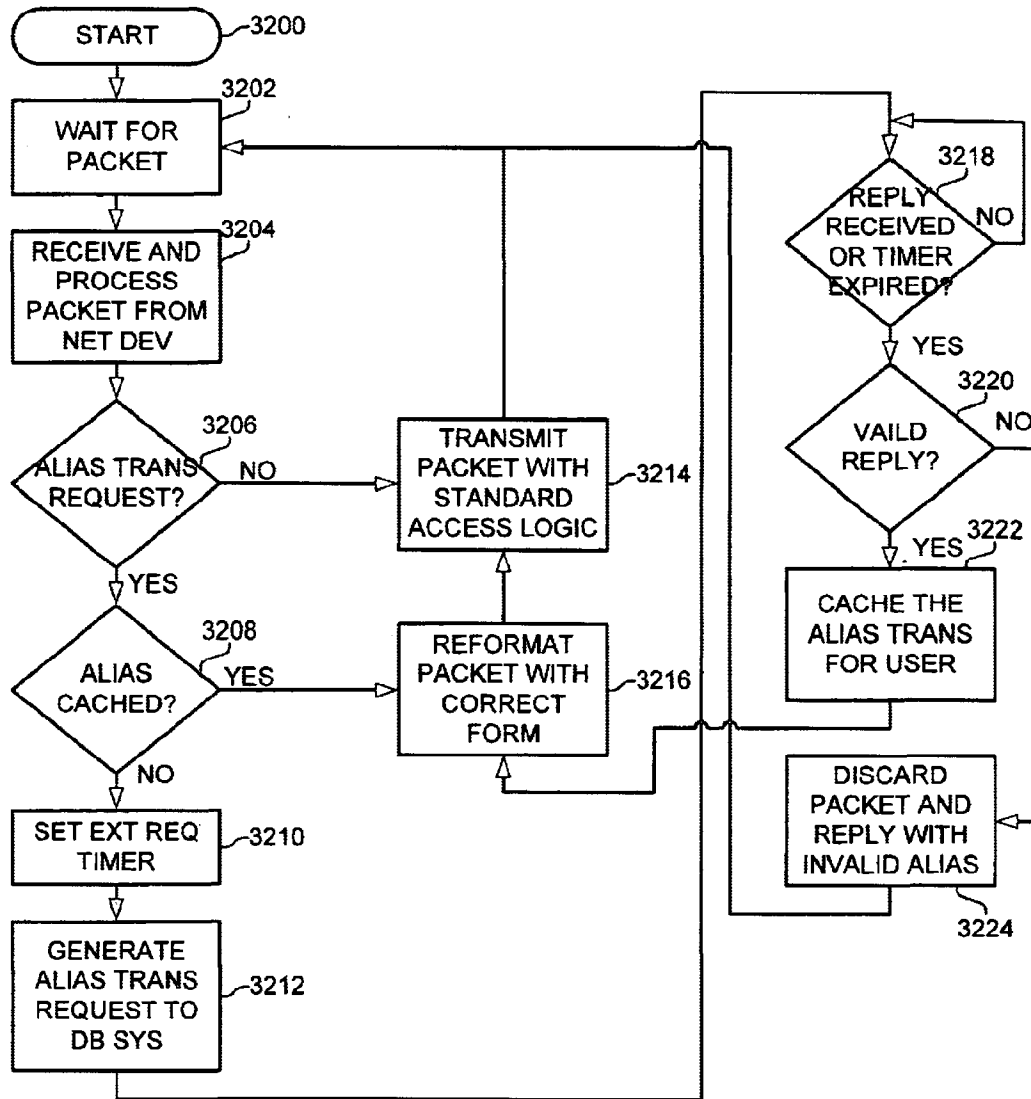 START
3200
3202
WAIT FOR
PACKET
3204
RECEIVE AND
PROCESS
PACKET FROM
NET DEV
3206
ALIAS TRANS
REQUEST?
NO
YES
3208
ALIAS
CACHED?
YES
NO
SET EXT REQ
TIMER
3210
GENERATE
ALIAS TRANS
REQUEST TO
DB SYS
3212
TRANSMIT
PACKET WITH
STANDARD
ACCESS LOGIC
3214
REFORMAT
PACKET WITH
CORRECT
FORM
3216
3218
REPLY
RECEIVED
OR TIMER
EXPIRED?
NO
YES
3220
VAILD
REPLY?
NO
YES
3222
CACHE THE
ALIAS TRANS
FOR USER
DISCARD
PACKET AND
REPLY WITH
INVALID ALIAS
3224